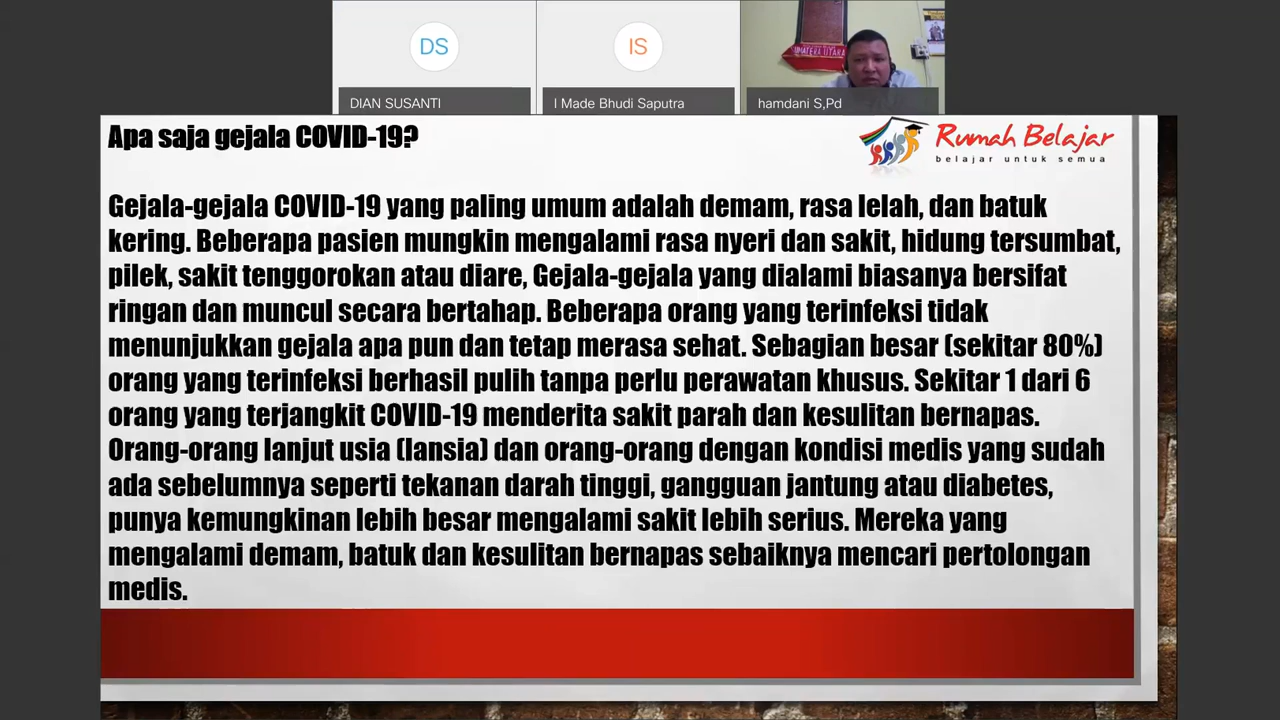 DS
IS
SUMATERA UTARA
DIAN SUSANTI
I Made Bhudi Saputra
hamdani S,Pd
Apa saja gejala COVID-19?
Rumah Belajar
belajar untuk semua
Gejala-gejala COVID-19 yang paling umum adalah demam, rasa lelah, dan batuk
kering. Beberapa pasien mungkin mengalami rasa nyeri dan sakit, hidung tersumbat,
pilek, sakit tenggorokan atau diare, Gejala-gejala yang dialami biasanya bersifat
ringan dan muncul secara bertahap. Beberapa orang yang terinfeksi tidak
menunjukkan gejala apa pun dan tetap merasa sehat. Sebagian besar (sekitar 80%)
orang yang terinfeksi berhasil pulih tanpa perlu perawatan khusus. Sekitar 1 dari 6
orang yang terjangkit COVID-19 menderita sakit parah dan kesulitan bernapas.
Orang-orang lanjut usia (lansia) dan orang-orang dengan kondisi medis yang sudah
ada sebelumnya seperti tekanan darah tinggi, gangguan jantung atau diabetes,
punya kemungkinan lebih besar mengalami sakit lebih serius. Mereka yang
mengalami demam, batuk dan kesulitan bernapas sebaiknya mencari pertolongan
medis.